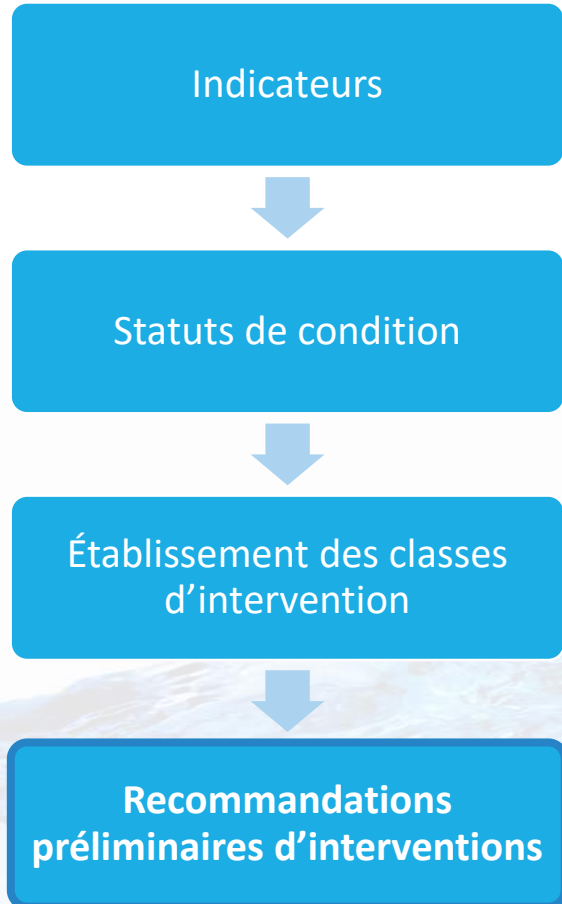 Indicateurs
Statuts de condition
Établissement des classes
d’intervention
Recommandations
préliminaires d’interventions